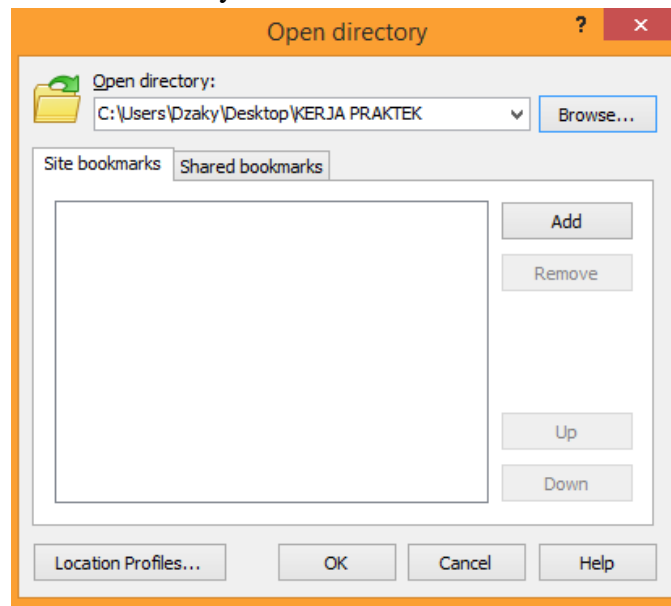 Open directory
?
x
Open directory:
C:\Users\Dzaky\Desktop\KERJA PRAKTEK
Browse...
Site bookmarks
Shared bookmarks
Add
Remove
Up
Down
Location Profiles...
OK
Cancel
Help